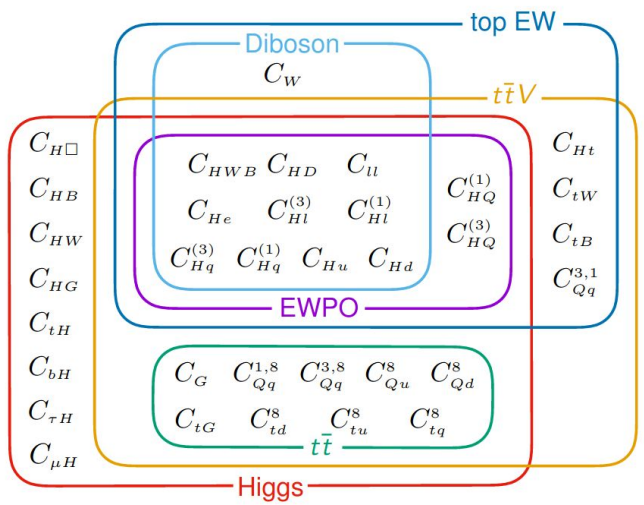 top EW
Diboson
C_W
tt̄V
C_{H□}
C_{HWB} C_{HD} C_{ll}
C_{Ht}
C_{HB}
C_{HQ}^{(1)}
C_{tW}
C_{He} C_{Hl}^{(3)} C_{Hl}^{(1)}
C_{HW}
C_{HQ}^{(3)}
C_{tB}
C_{Hq}^{(3)} C_{Hq}^{(1)} C_{Hu} C_{Hd}
C_{HG}
C_{Qq}^{3,1}
EWPO
C_{tH}
C_{bH}
C_G C_{Qq}^{1,8} C_{Qq}^{3,8} C_{Qu}^8 C_{Qd}^8
C_{τH}
C_{tG} C_{td}^8 C_{tu}^8 C_{tq}^8
C_{μH}
tt̄
Higgs